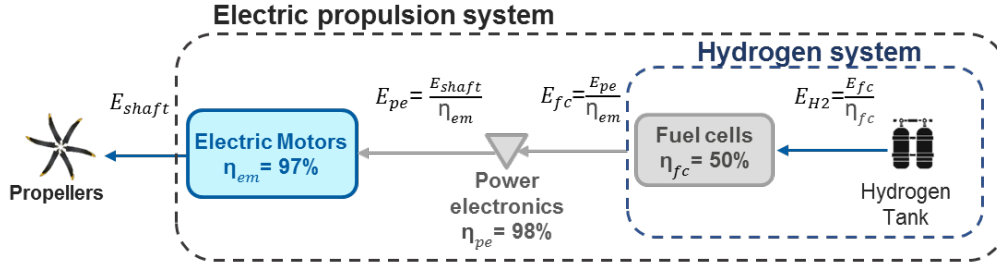 Electric propulsion system
Hydrogen system
E_shaft
E_pe = E_shaft / η_em
E_fc = E_pe / η_em
E_H2 = E_fc / η_fc
Electric Motors
η_em = 97%
Fuel cells
η_fc = 50%
Propellers
Power
electronics
η_pe = 98%
Hydrogen
Tank